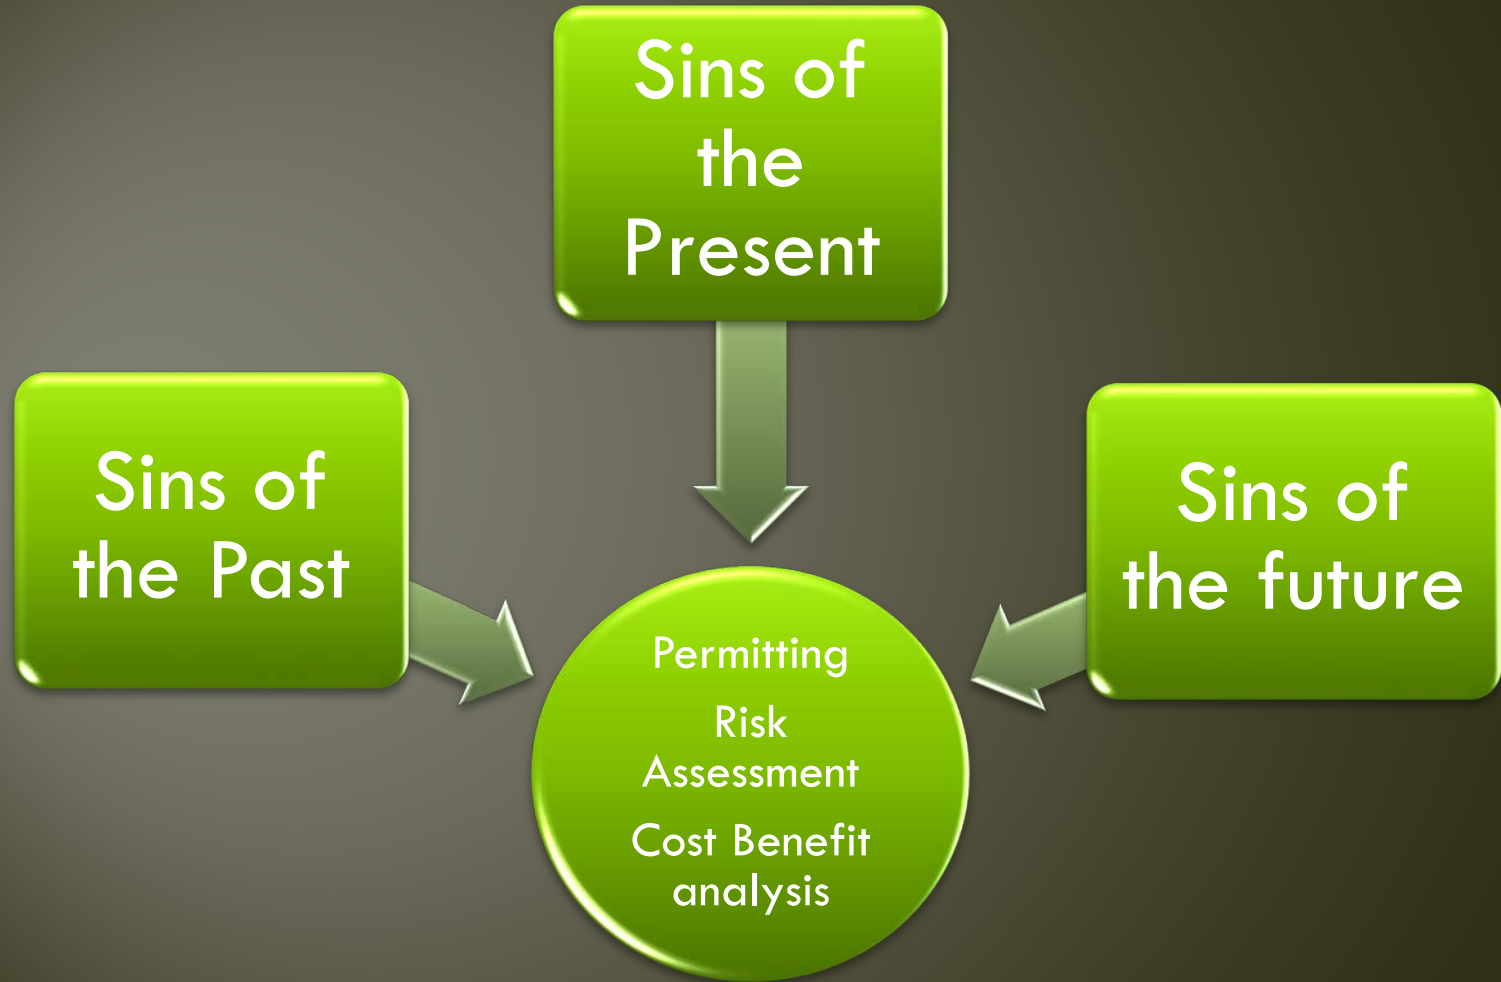 Sins of
the
Present
Sins of
the Past
Sins of
the future
Permitting
Risk
Assessment
Cost Benefit
analysis